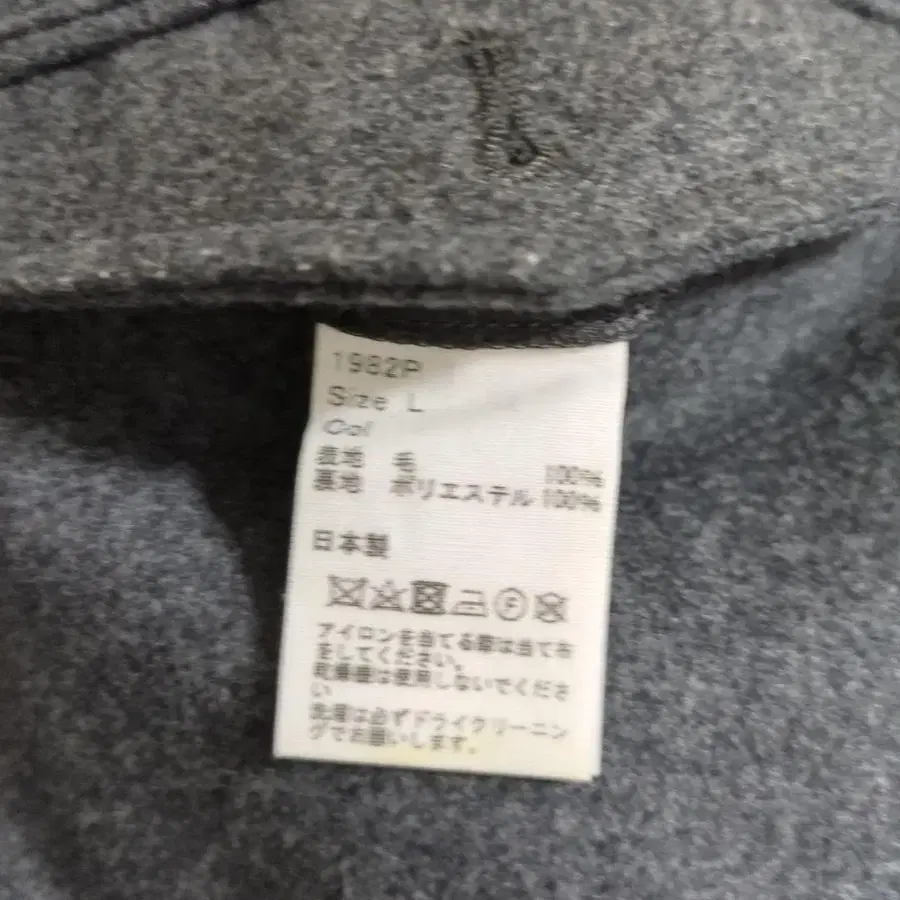 1982P
Size L
Col
表地 毛 100%
裏地 ポリエステル 100%
日本製
F
アイロンを当てる際は当て布
をしてください。
乾燥機は使用しないでくださ
い
洗濯は必ずドライクリーニン
グでお願いします。